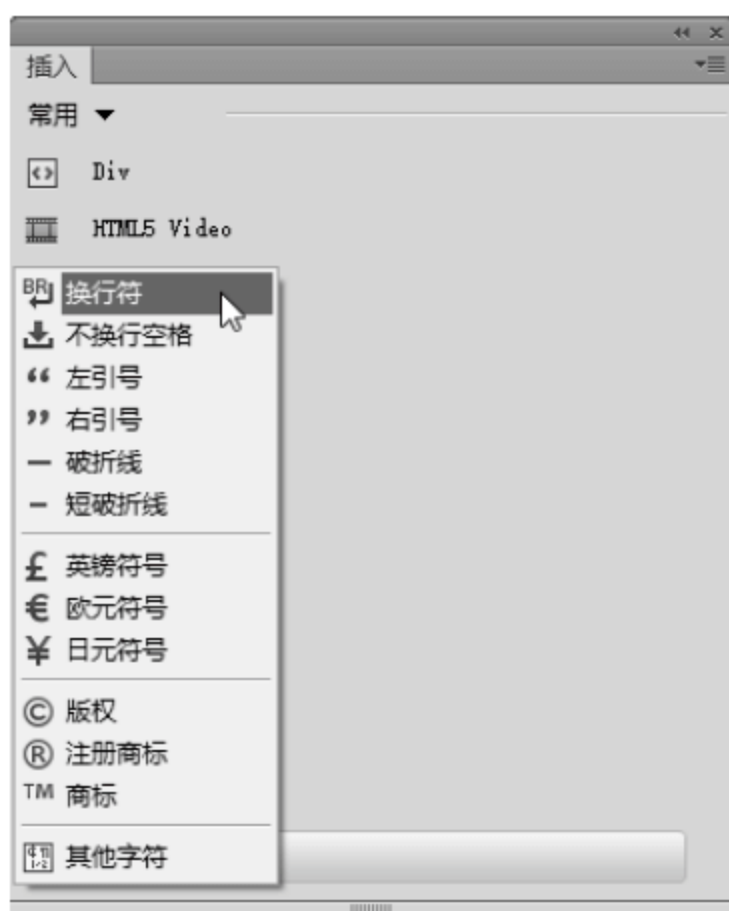 插入
常用
Div
HTML5 Video
BR 换行符
不换行空格
“ 左引号
” 右引号
— 破折线
– 短破折线
£ 英镑符号
€ 欧元符号
¥ 日元符号
© 版权
® 注册商标
TM 商标
其他字符